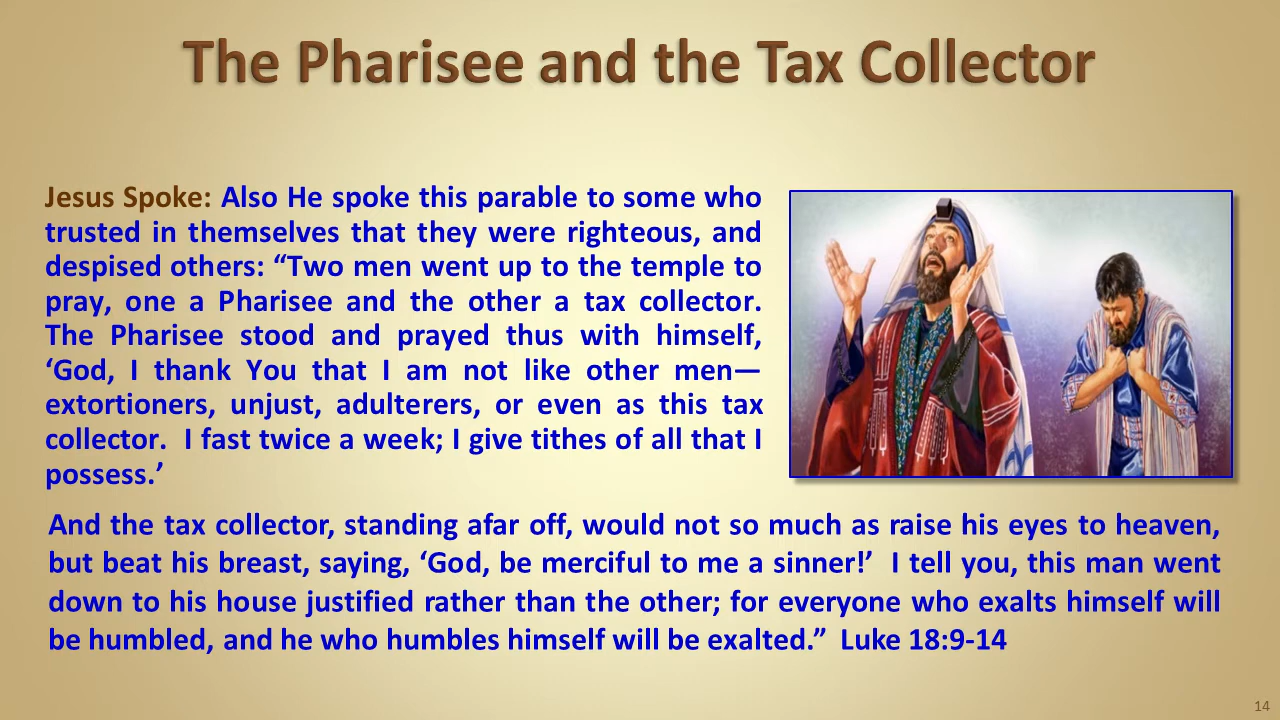 The Pharisee and the Tax Collector
Jesus Spoke: Also He spoke this parable to some who
trusted in themselves that they were righteous, and
despised others: “Two men went up to the temple to
pray, one a Pharisee and the other a tax collector.
The Pharisee stood and prayed thus with himself,
‘God, I thank You that I am not like other men—
extortioners, unjust, adulterers, or even as this tax
collector.  I fast twice a week; I give tithes of all that I
possess.’
And the tax collector, standing afar off, would not so much as raise his eyes to heaven,
but beat his breast, saying, ‘God, be merciful to me a sinner!’  I tell you, this man went
down to his house justified rather than the other; for everyone who exalts himself will
be humbled, and he who humbles himself will be exalted.”  Luke 18:9-14
14